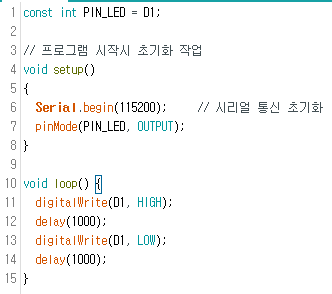 1 const int PIN_LED = D1;
2
3 // 프로그램 시작시 초기화 작업
4 void setup()
5 {
6   Serial.begin(115200);    // 시리얼 통신 초기화
7   pinMode(PIN_LED, OUTPUT);
8 }
9
10 void loop() {
11   digitalWrite(D1, HIGH);
12   delay(1000);
13   digitalWrite(D1, LOW);
14   delay(1000);
15 }